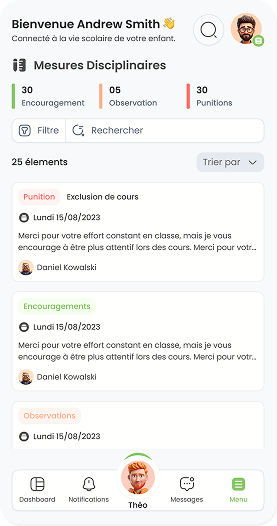 Bienvenue Andrew Smith 👋
Connecté à la vie scolaire de votre enfant.
Mesures Disciplinaires
30
Encouragement
05
Observation
30
Punitions
Filtre
Rechercher
25 élements
Trier par
Punition Exclusion de cours
Lundi 15/08/2023
Merci pour votre effort constant en classe, mais je vous
encourage à être plus attentif lors des cours. Merci pour votr...
Daniel Kowalski
Encouragements
Lundi 15/08/2023
Merci pour votre effort constant en classe, mais je vous
encourage à être plus attentif lors des cours. Merci pour votr...
Daniel Kowalski
Observations
Lundi 15/08/2023
Dashboard
Notifications
Théo
Messages
Menu